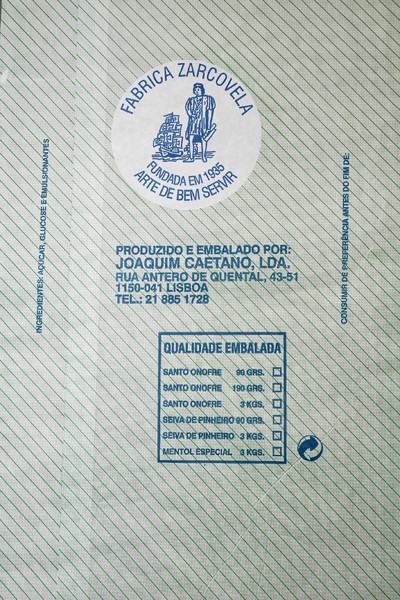 FABRICA ZARCOVELA
FUNDADA EM 1935
ARTE DE BEM SERVIR
INGREDIENTES: AÇÚCAR, GLUCOSE E EMULSIONANTES
CONSUMIR DE PREFERÊNCIA ANTES DO FIM DE:
PRODUZIDO E EMBALADO POR:
JOAQUIM CAETANO, LDA.
RUA ANTERO DE QUENTAL, 43-51
1150-041 LISBOA
TEL.: 21 885 1728
QUALIDADE EMBALADA
SANTO ONOFRE 90 GRS.
SANTO ONOFRE 190 GRS.
SANTO ONOFRE 3 KGS.
SEIVA DE PINHEIRO 90 GRS.
SEIVA DE PINHEIRO 3 KGS.
MENTOL ESPECIAL 3 KGS.